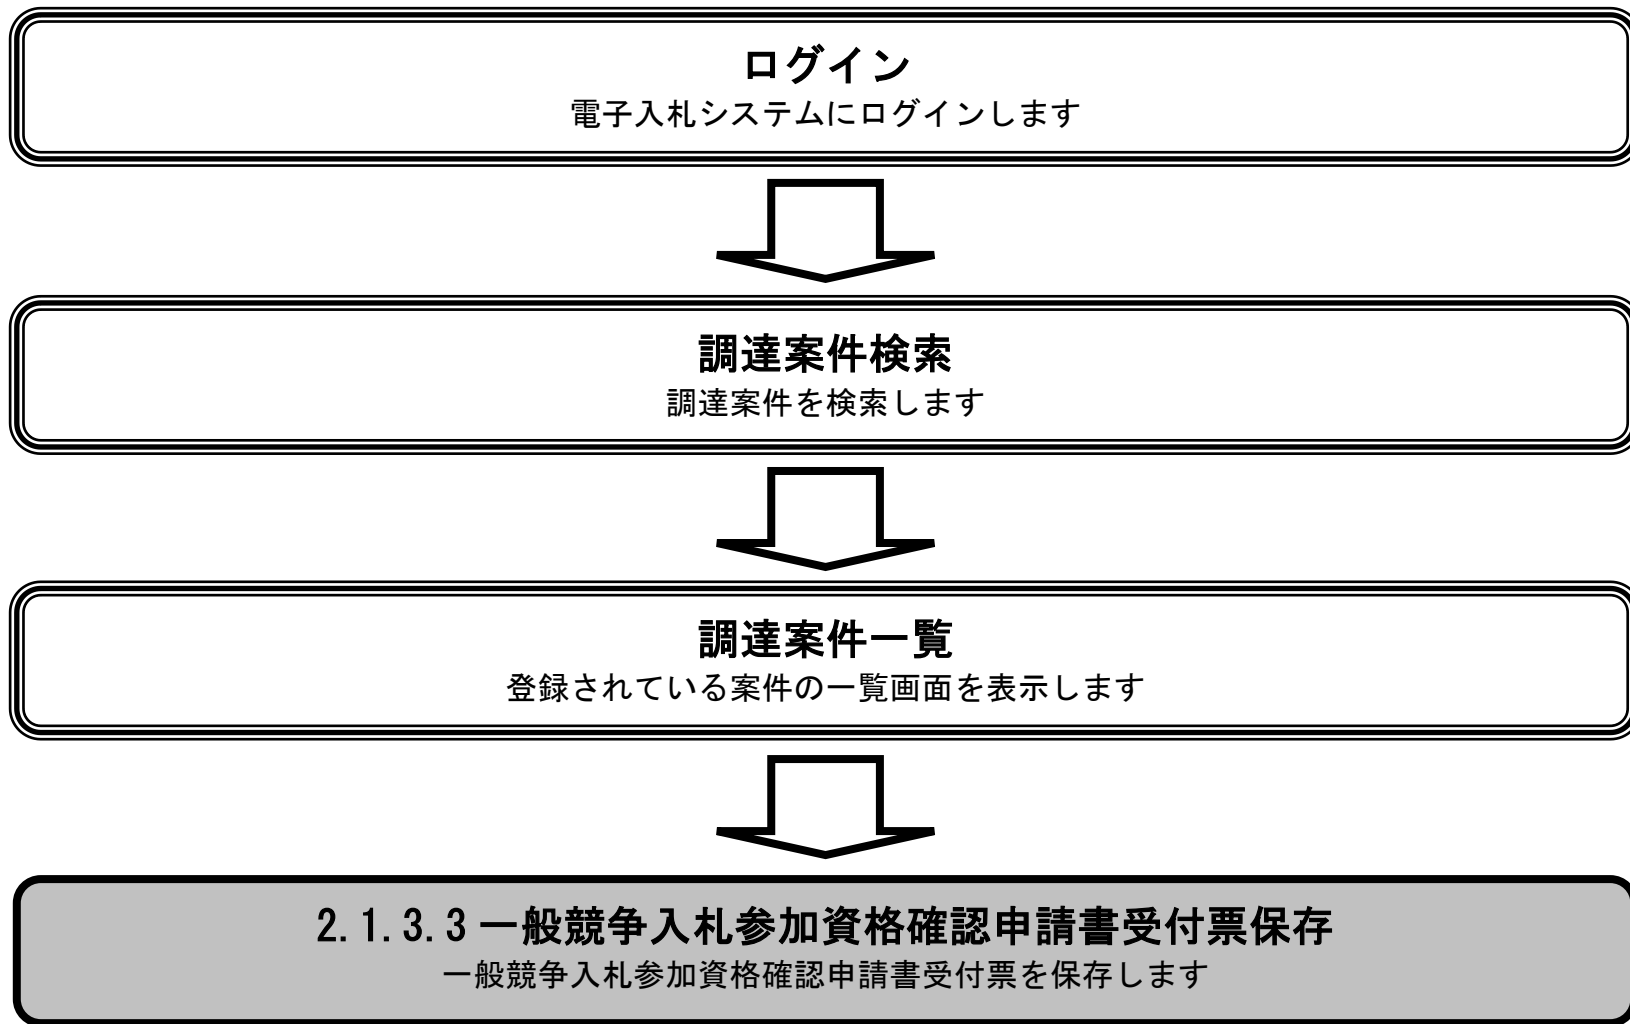 ログイン
電子入札システムにログインします
調達案件検索
調達案件を検索します
調達案件一覧
登録されている案件の一覧画面を表示します
2.1.3.3 一般競争入札参加資格確認申請書受付票保存
一般競争入札参加資格確認申請書受付票を保存します